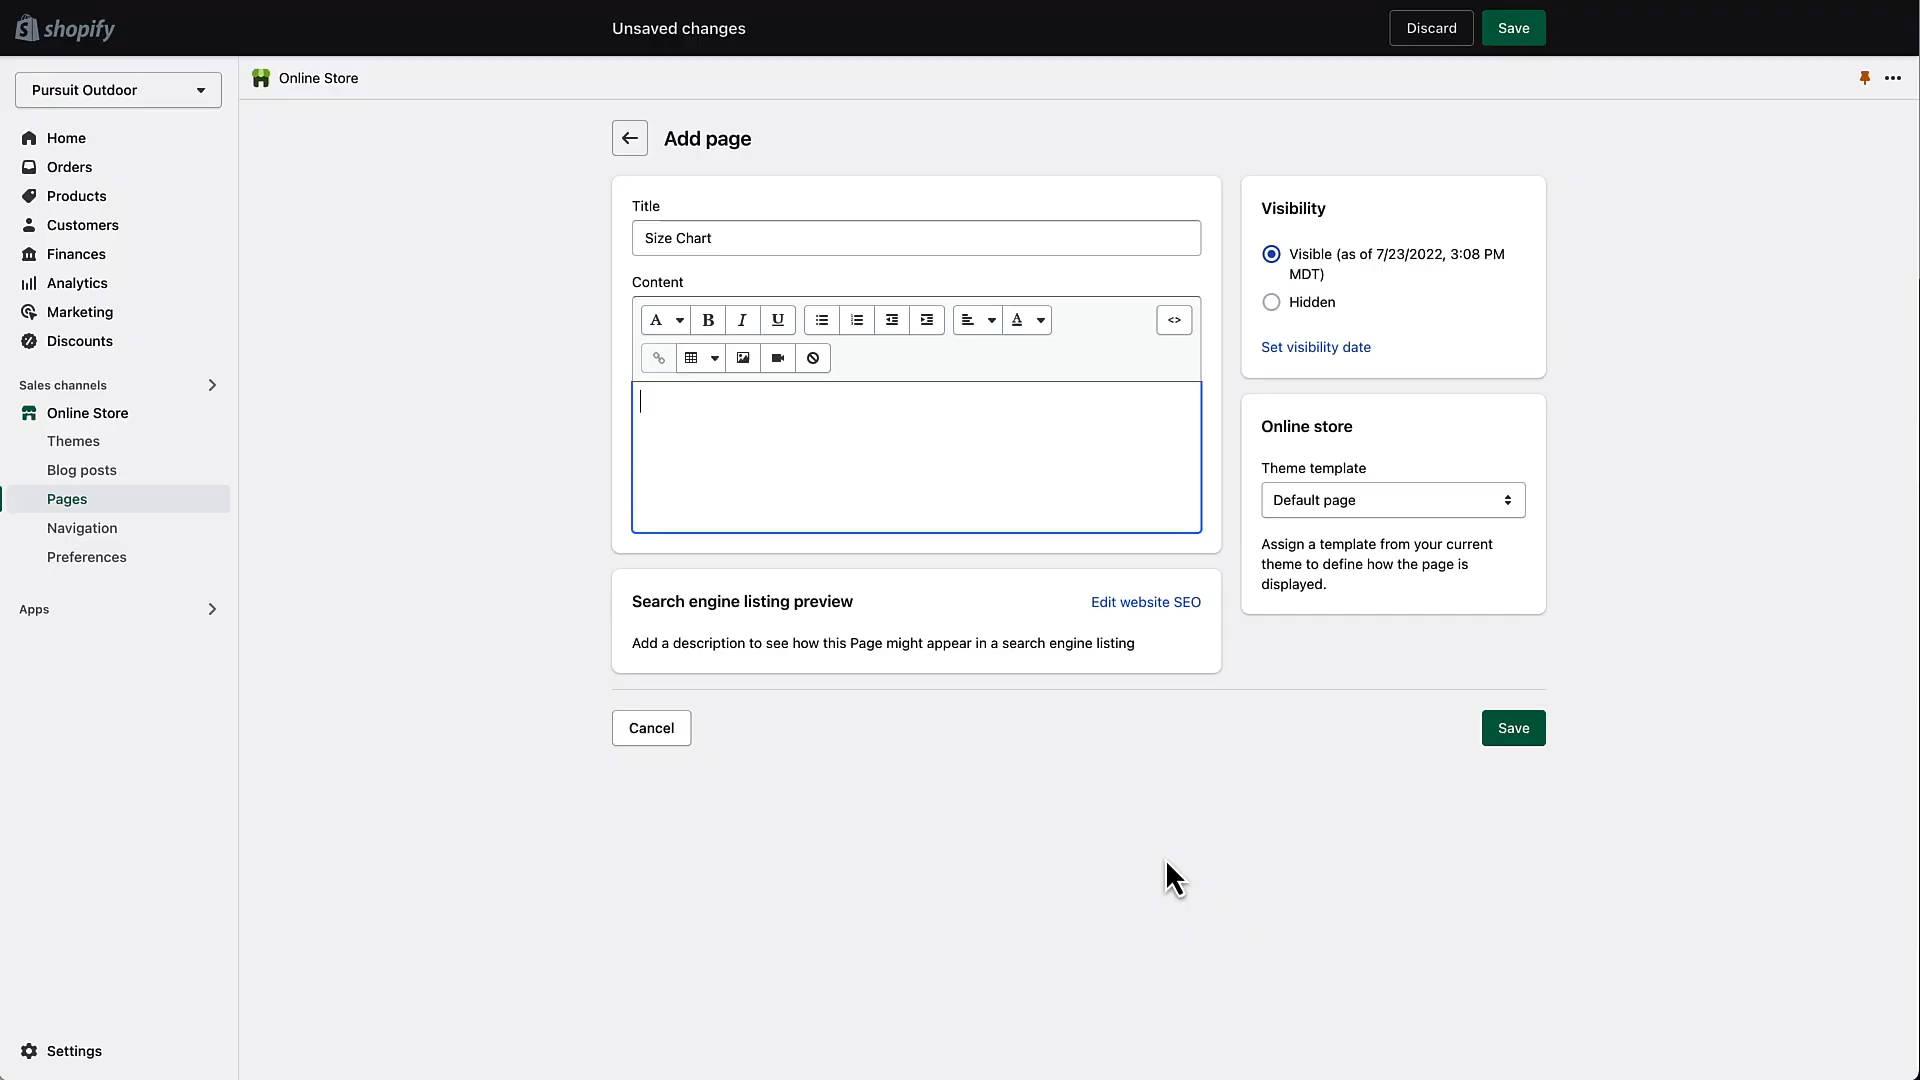 shopify
Unsaved changes
Discard
Save
Pursuit Outdoor
Online Store
Home
Orders
Products
Customers
Finances
Analytics
Marketing
Discounts
Sales channels
Online Store
Themes
Blog posts
Pages
Navigation
Preferences
Apps
Settings
Add page
Title
Size Chart
Content
A
B
I
U
A
<>
Search engine listing preview
Edit website SEO
Add a description to see how this Page might appear in a search engine listing
Visibility
Visible (as of 7/23/2022, 3:08 PM
MDT)
Hidden
Set visibility date
Online store
Theme template
Default page
Assign a template from your current
theme to define how the page is
displayed.
Cancel
Save